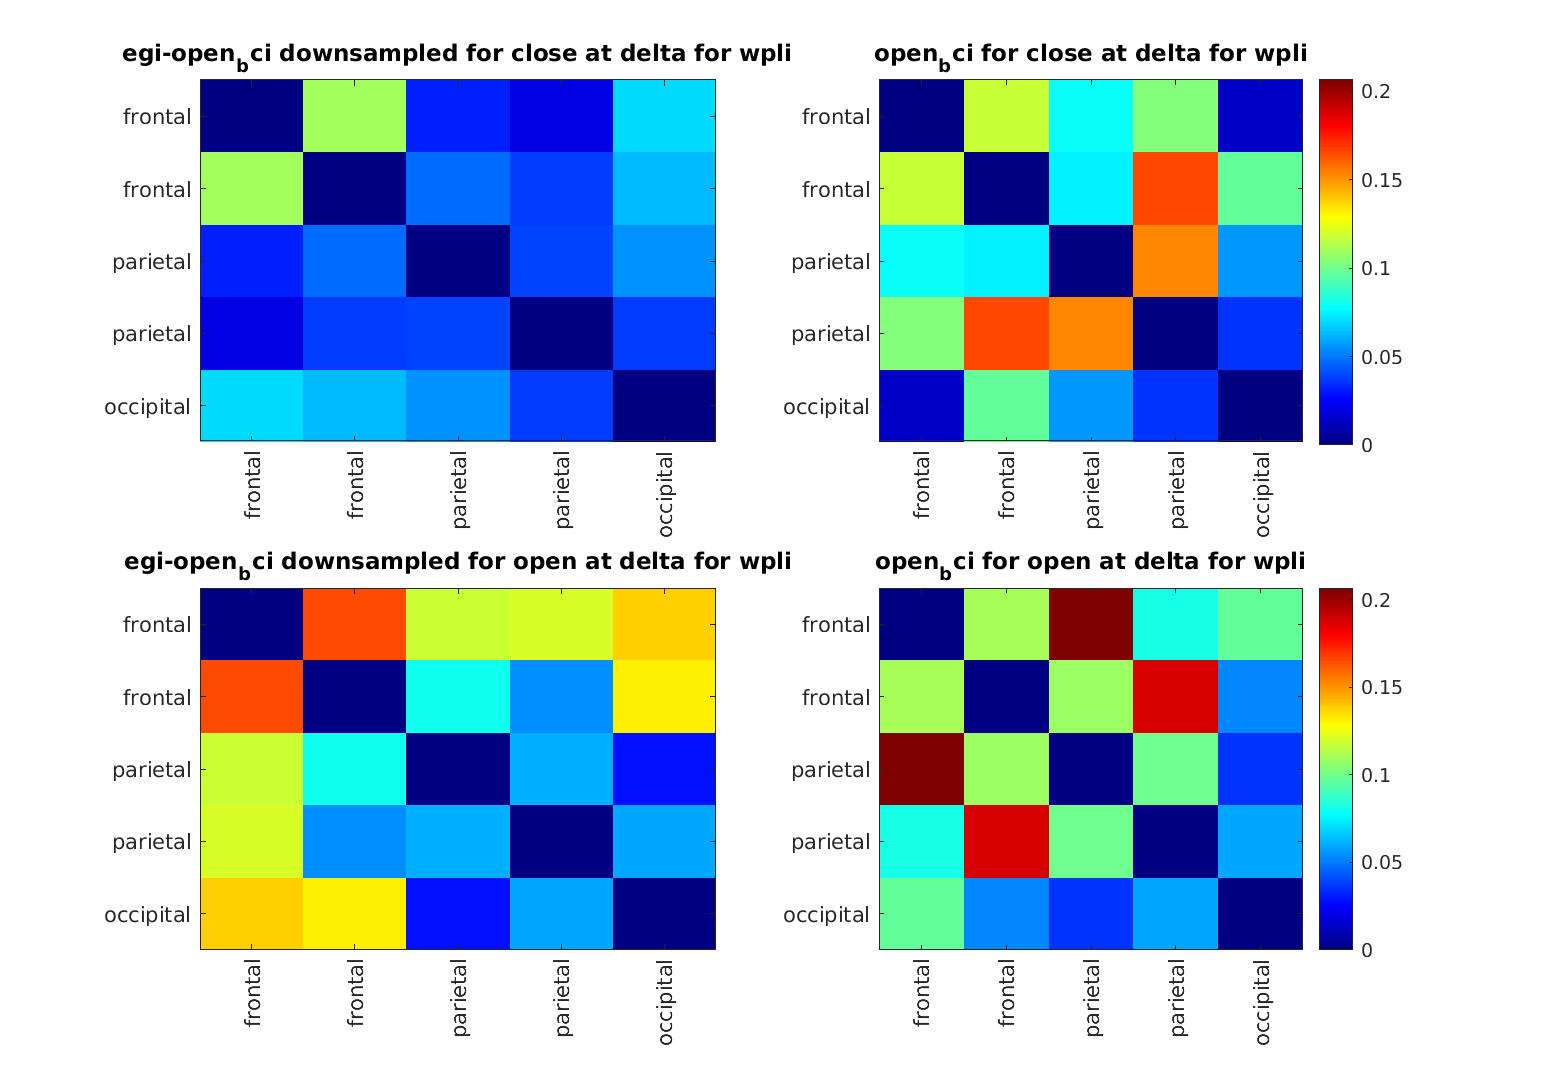 egi-open_bci downsampled for close at delta for wpli
frontal
frontal
parietal
parietal
occipital
frontal
frontal
parietal
parietal
occipital
open_bci for close at delta for wpli
frontal
frontal
parietal
parietal
occipital
frontal
frontal
parietal
parietal
occipital
0.2
0.15
0.1
0.05
0
egi-open_bci downsampled for open at delta for wpli
frontal
frontal
parietal
parietal
occipital
frontal
frontal
parietal
parietal
occipital
open_bci for open at delta for wpli
frontal
frontal
parietal
parietal
occipital
frontal
frontal
parietal
parietal
occipital
0.2
0.15
0.1
0.05
0